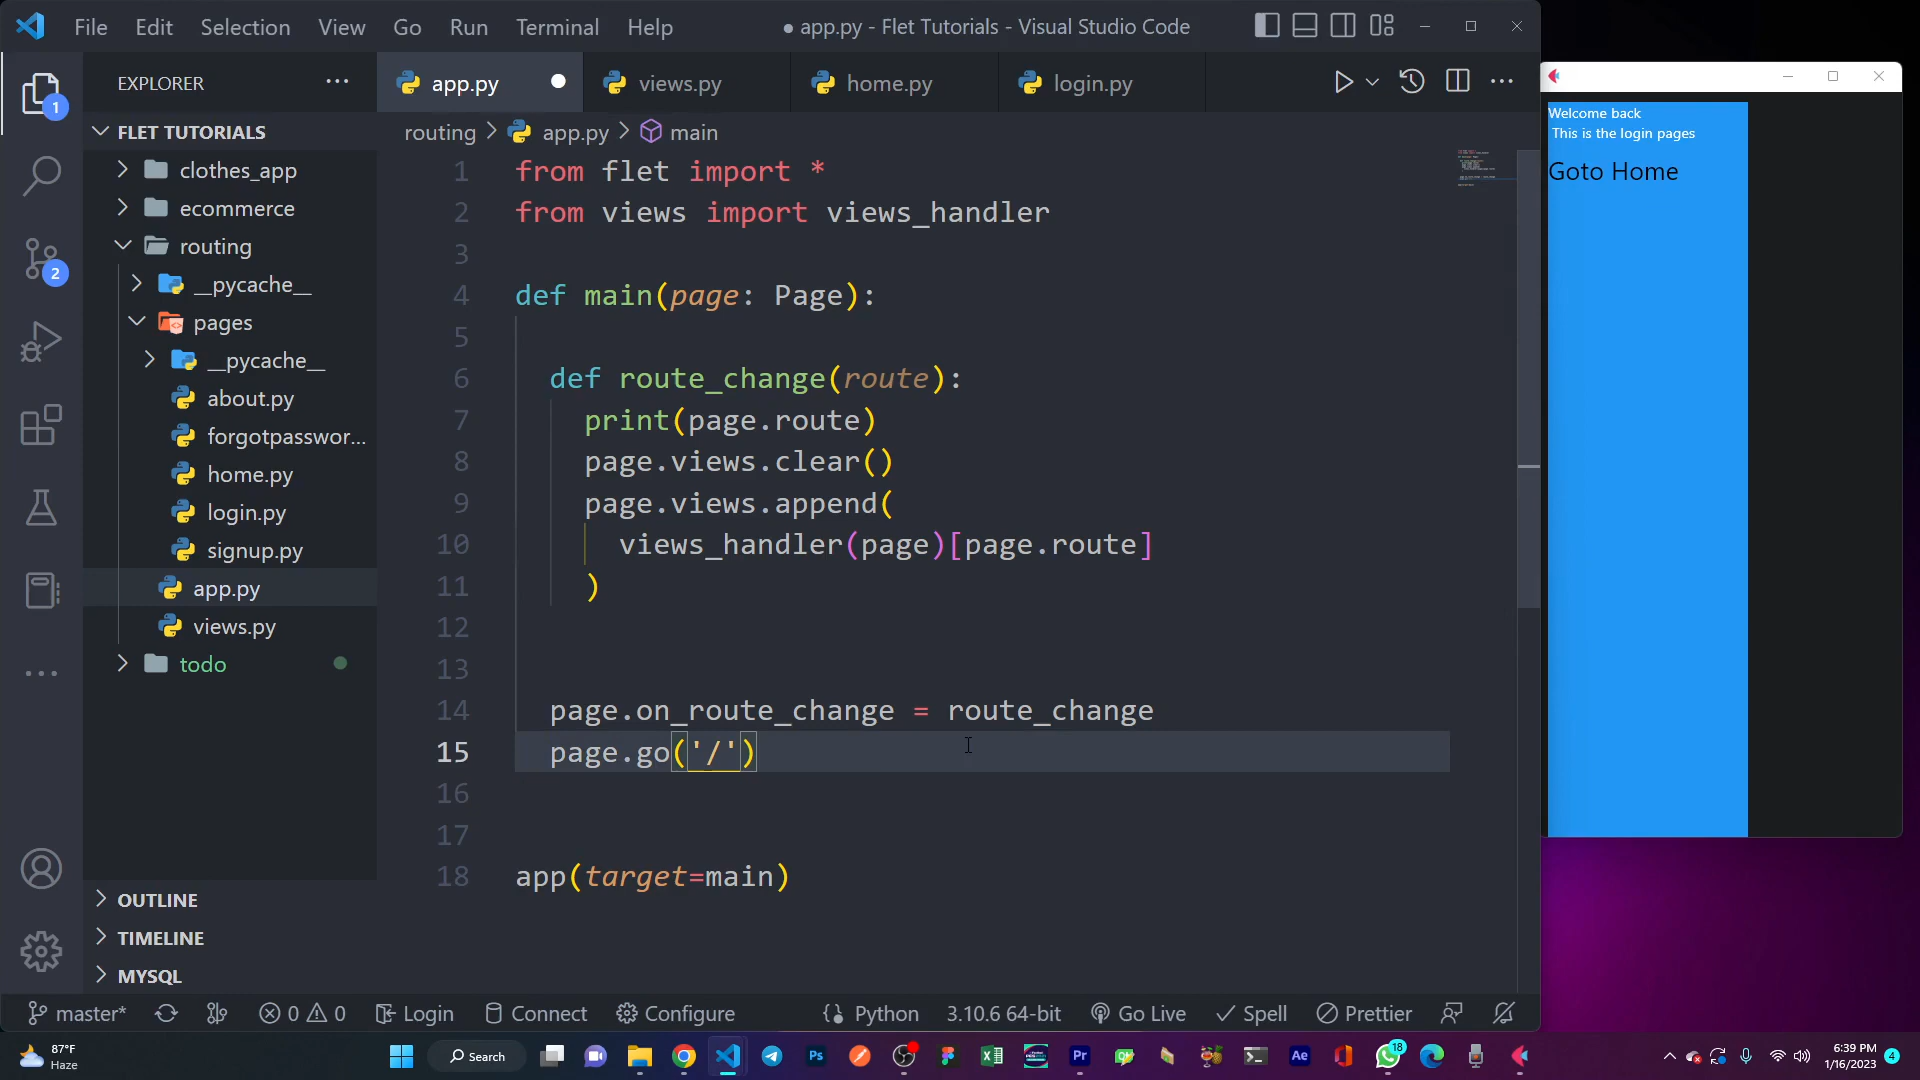 File Edit Selection View Go Run Terminal Help
● app.py - Flet Tutorials - Visual Studio Code
EXPLORER
app.py
views.py
home.py
login.py
routing > app.py > main
FLET TUTORIALS
clothes_app
ecommerce
routing
__pycache__
pages
__pycache__
about.py
forgotpasswor...
home.py
login.py
signup.py
app.py
views.py
todo
OUTLINE
TIMELINE
MYSQL
1
2
1 from flet import *
2 from views import views_handler
3
4 def main(page: Page):
5
6 def route_change(route):
7 print(page.route)
8 page.views.clear()
9 page.views.append(
10 views_handler(page)[page.route]
11 )
12
13
14 page.on_route_change = route_change
15 page.go('/')
16
17
18 app(target=main)
Welcome back
This is the login pages
Goto Home
master* 0 0 Login Connect Configure Python 3.10.6 64-bit Go Live Spell Prettier
87°F
Haze
Search
Ps
Pr
Ae
18
6:39 PM
1/16/2023
4